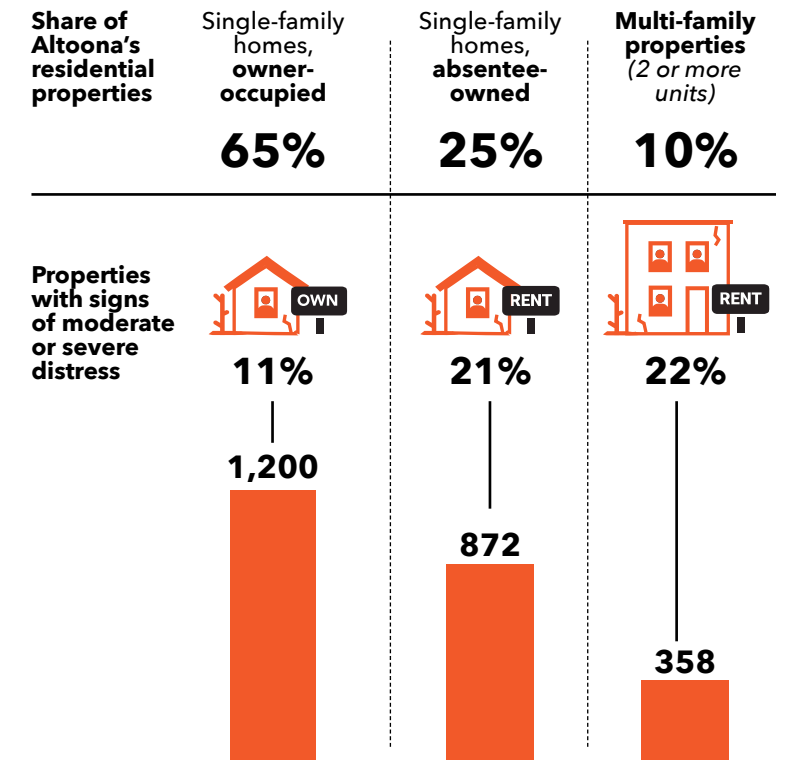 Share of
Altoona’s
residential
properties
Single-family
homes,
owner-
occupied
65%
Single-family
homes,
absentee-
owned
25%
Multi-family
properties
(2 or more
units)
10%
Properties
with signs
of moderate
or severe
distress
OWN
11%
1,200
RENT
21%
872
RENT
22%
358